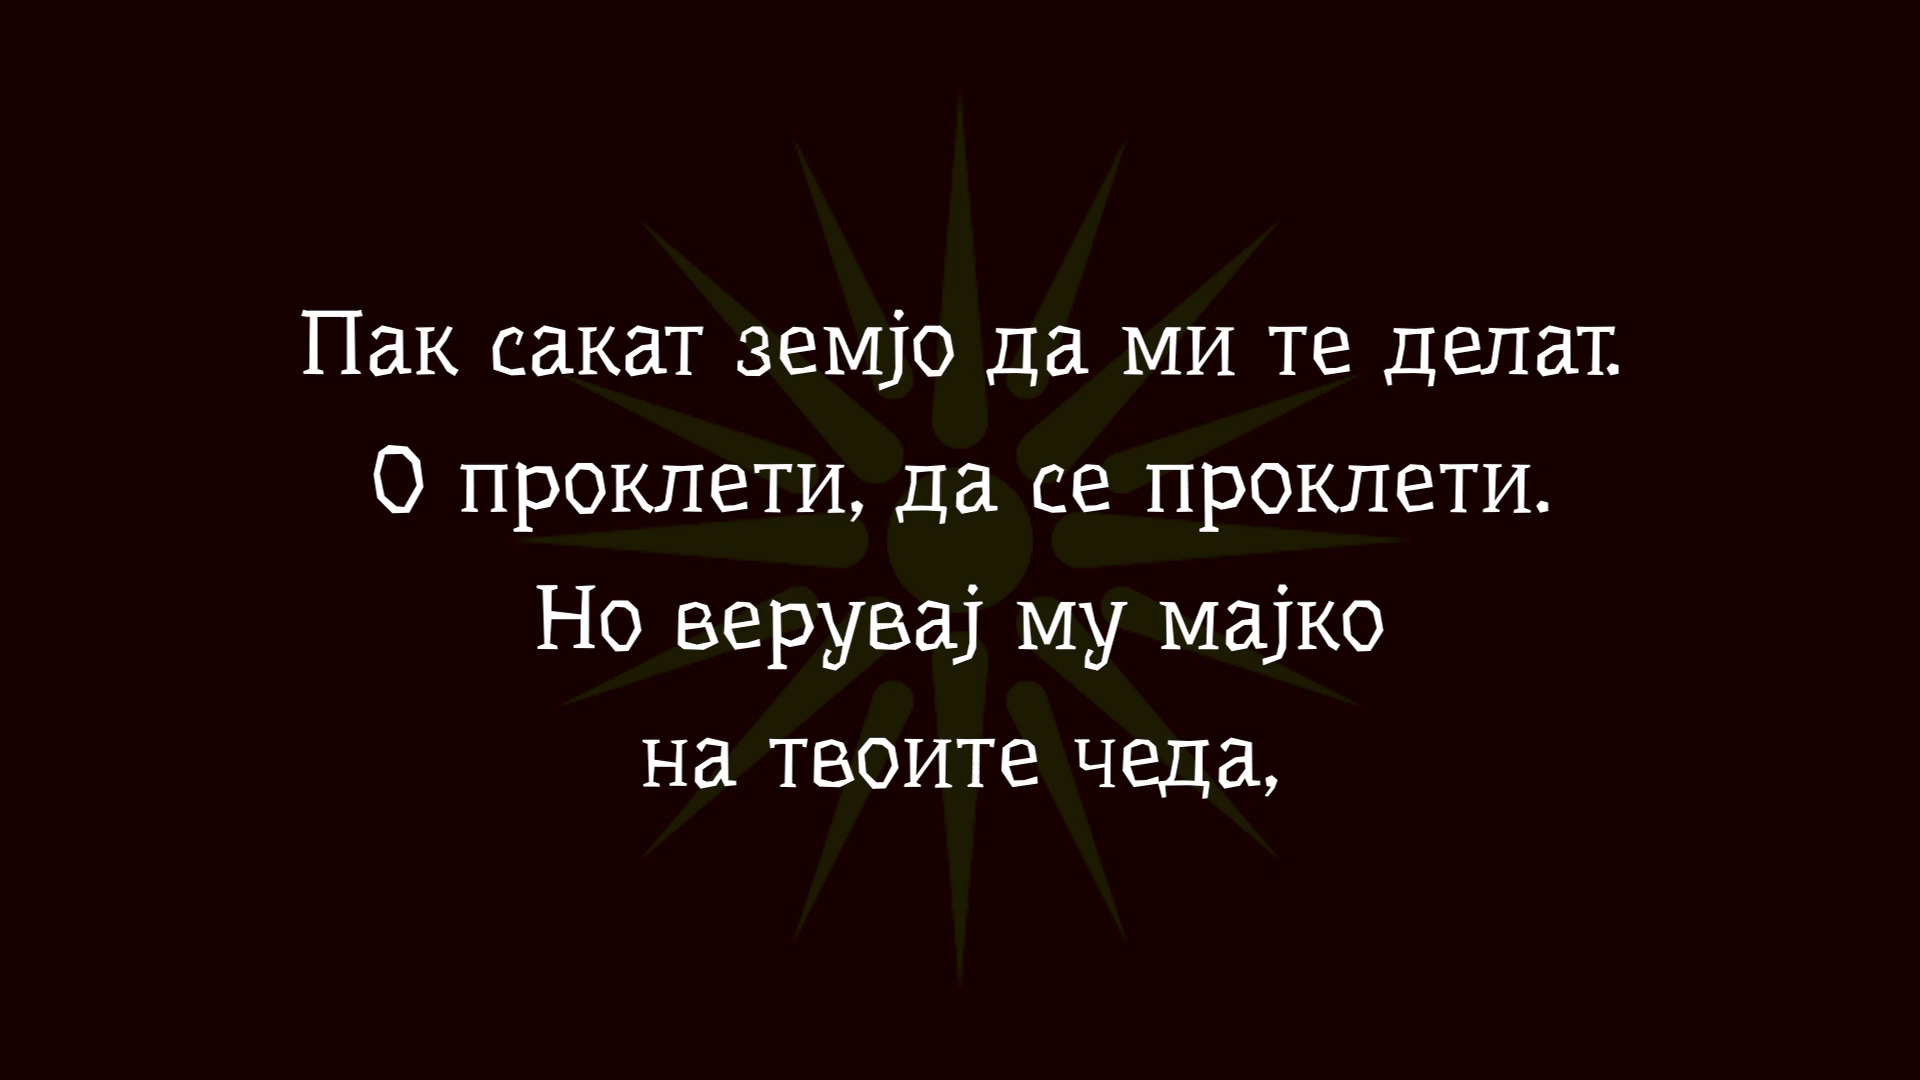 Пак сакат земјо да ми те делат.
О проклети, да се проклети.
Но верувај му мајко
на твоите чеда,